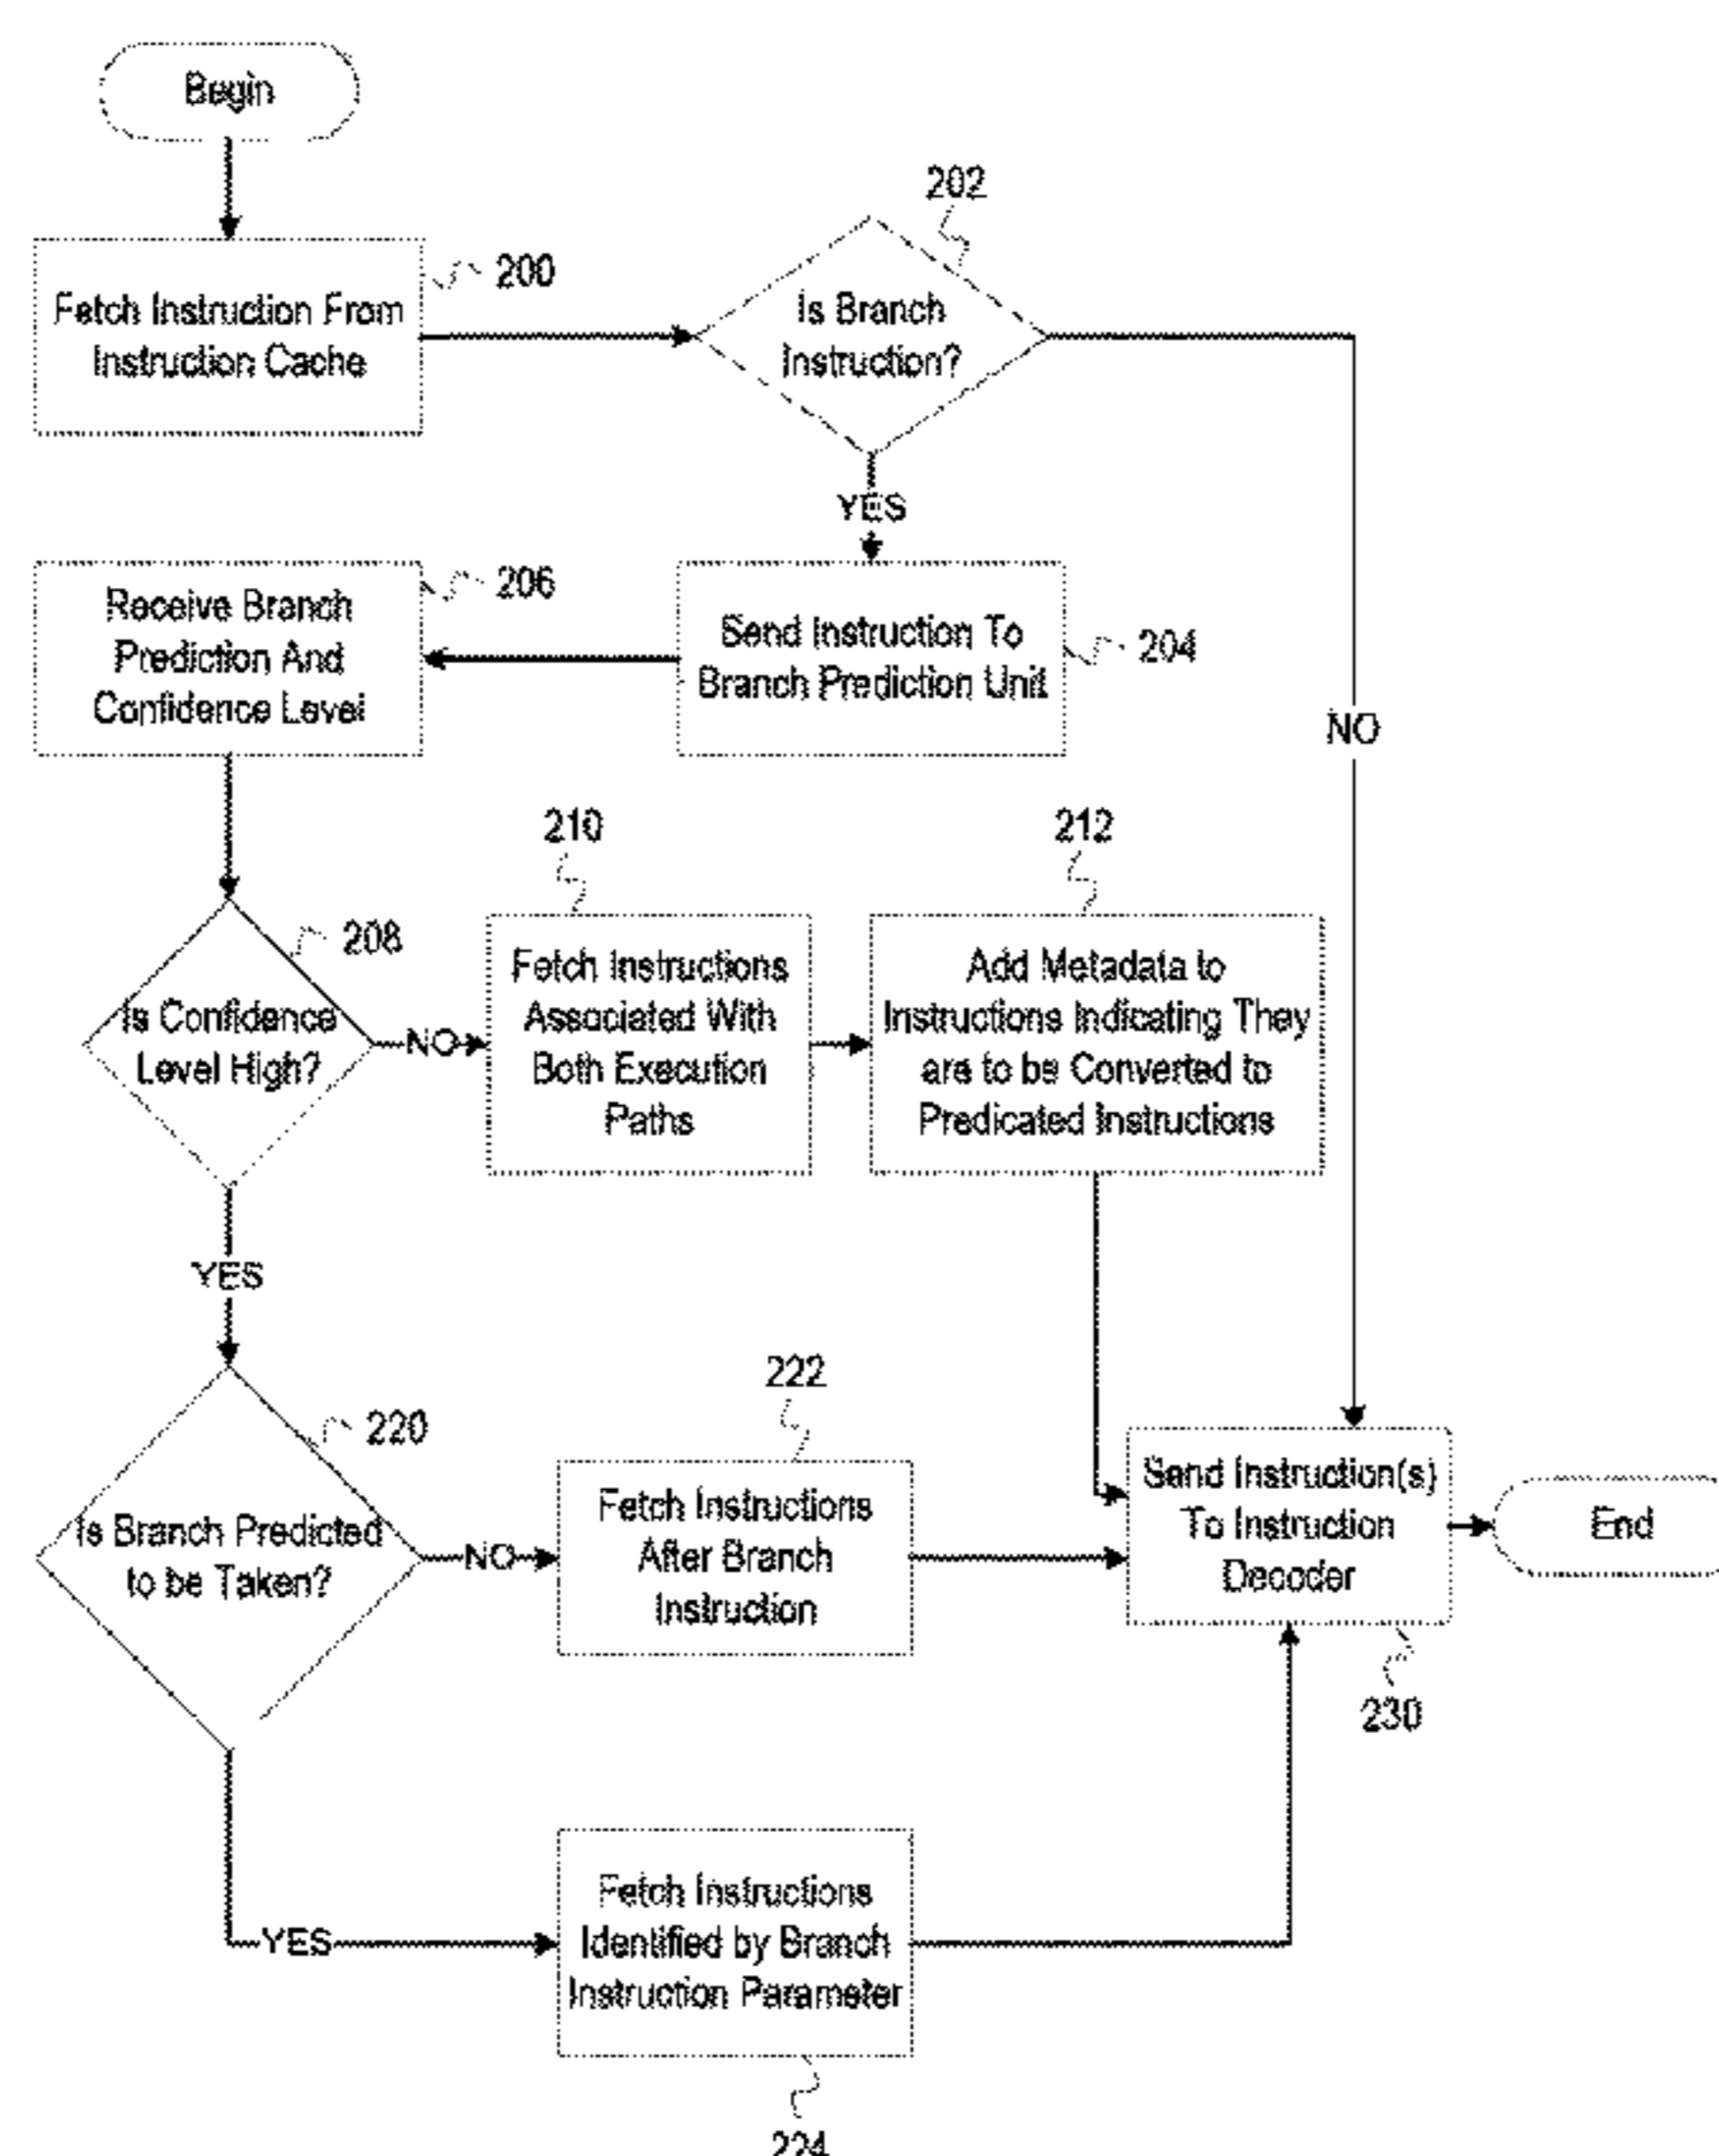 Begin
202
200
Fetch Instruction From
Instruction Cache
Is Branch
Instruction?
YES
206
Receive Branch
Prediction And
Confidence Level
Send Instruction To
Branch Prediction Unit
204
NO
210
212
208
Is Confidence
Level High?
NO
Fetch Instructions
Associated With
Both Execution
Paths
Add Metadata to
Instructions Indicating They
are to be Converted to
Predicated Instructions
YES
222
220
Is Branch Predicted
to be Taken?
NO
Fetch Instructions
After Branch
Instruction
Send Instruction(s)
To Instruction
Decoder
End
230
YES
Fetch Instructions
Identified by Branch
Instruction Parameter
224